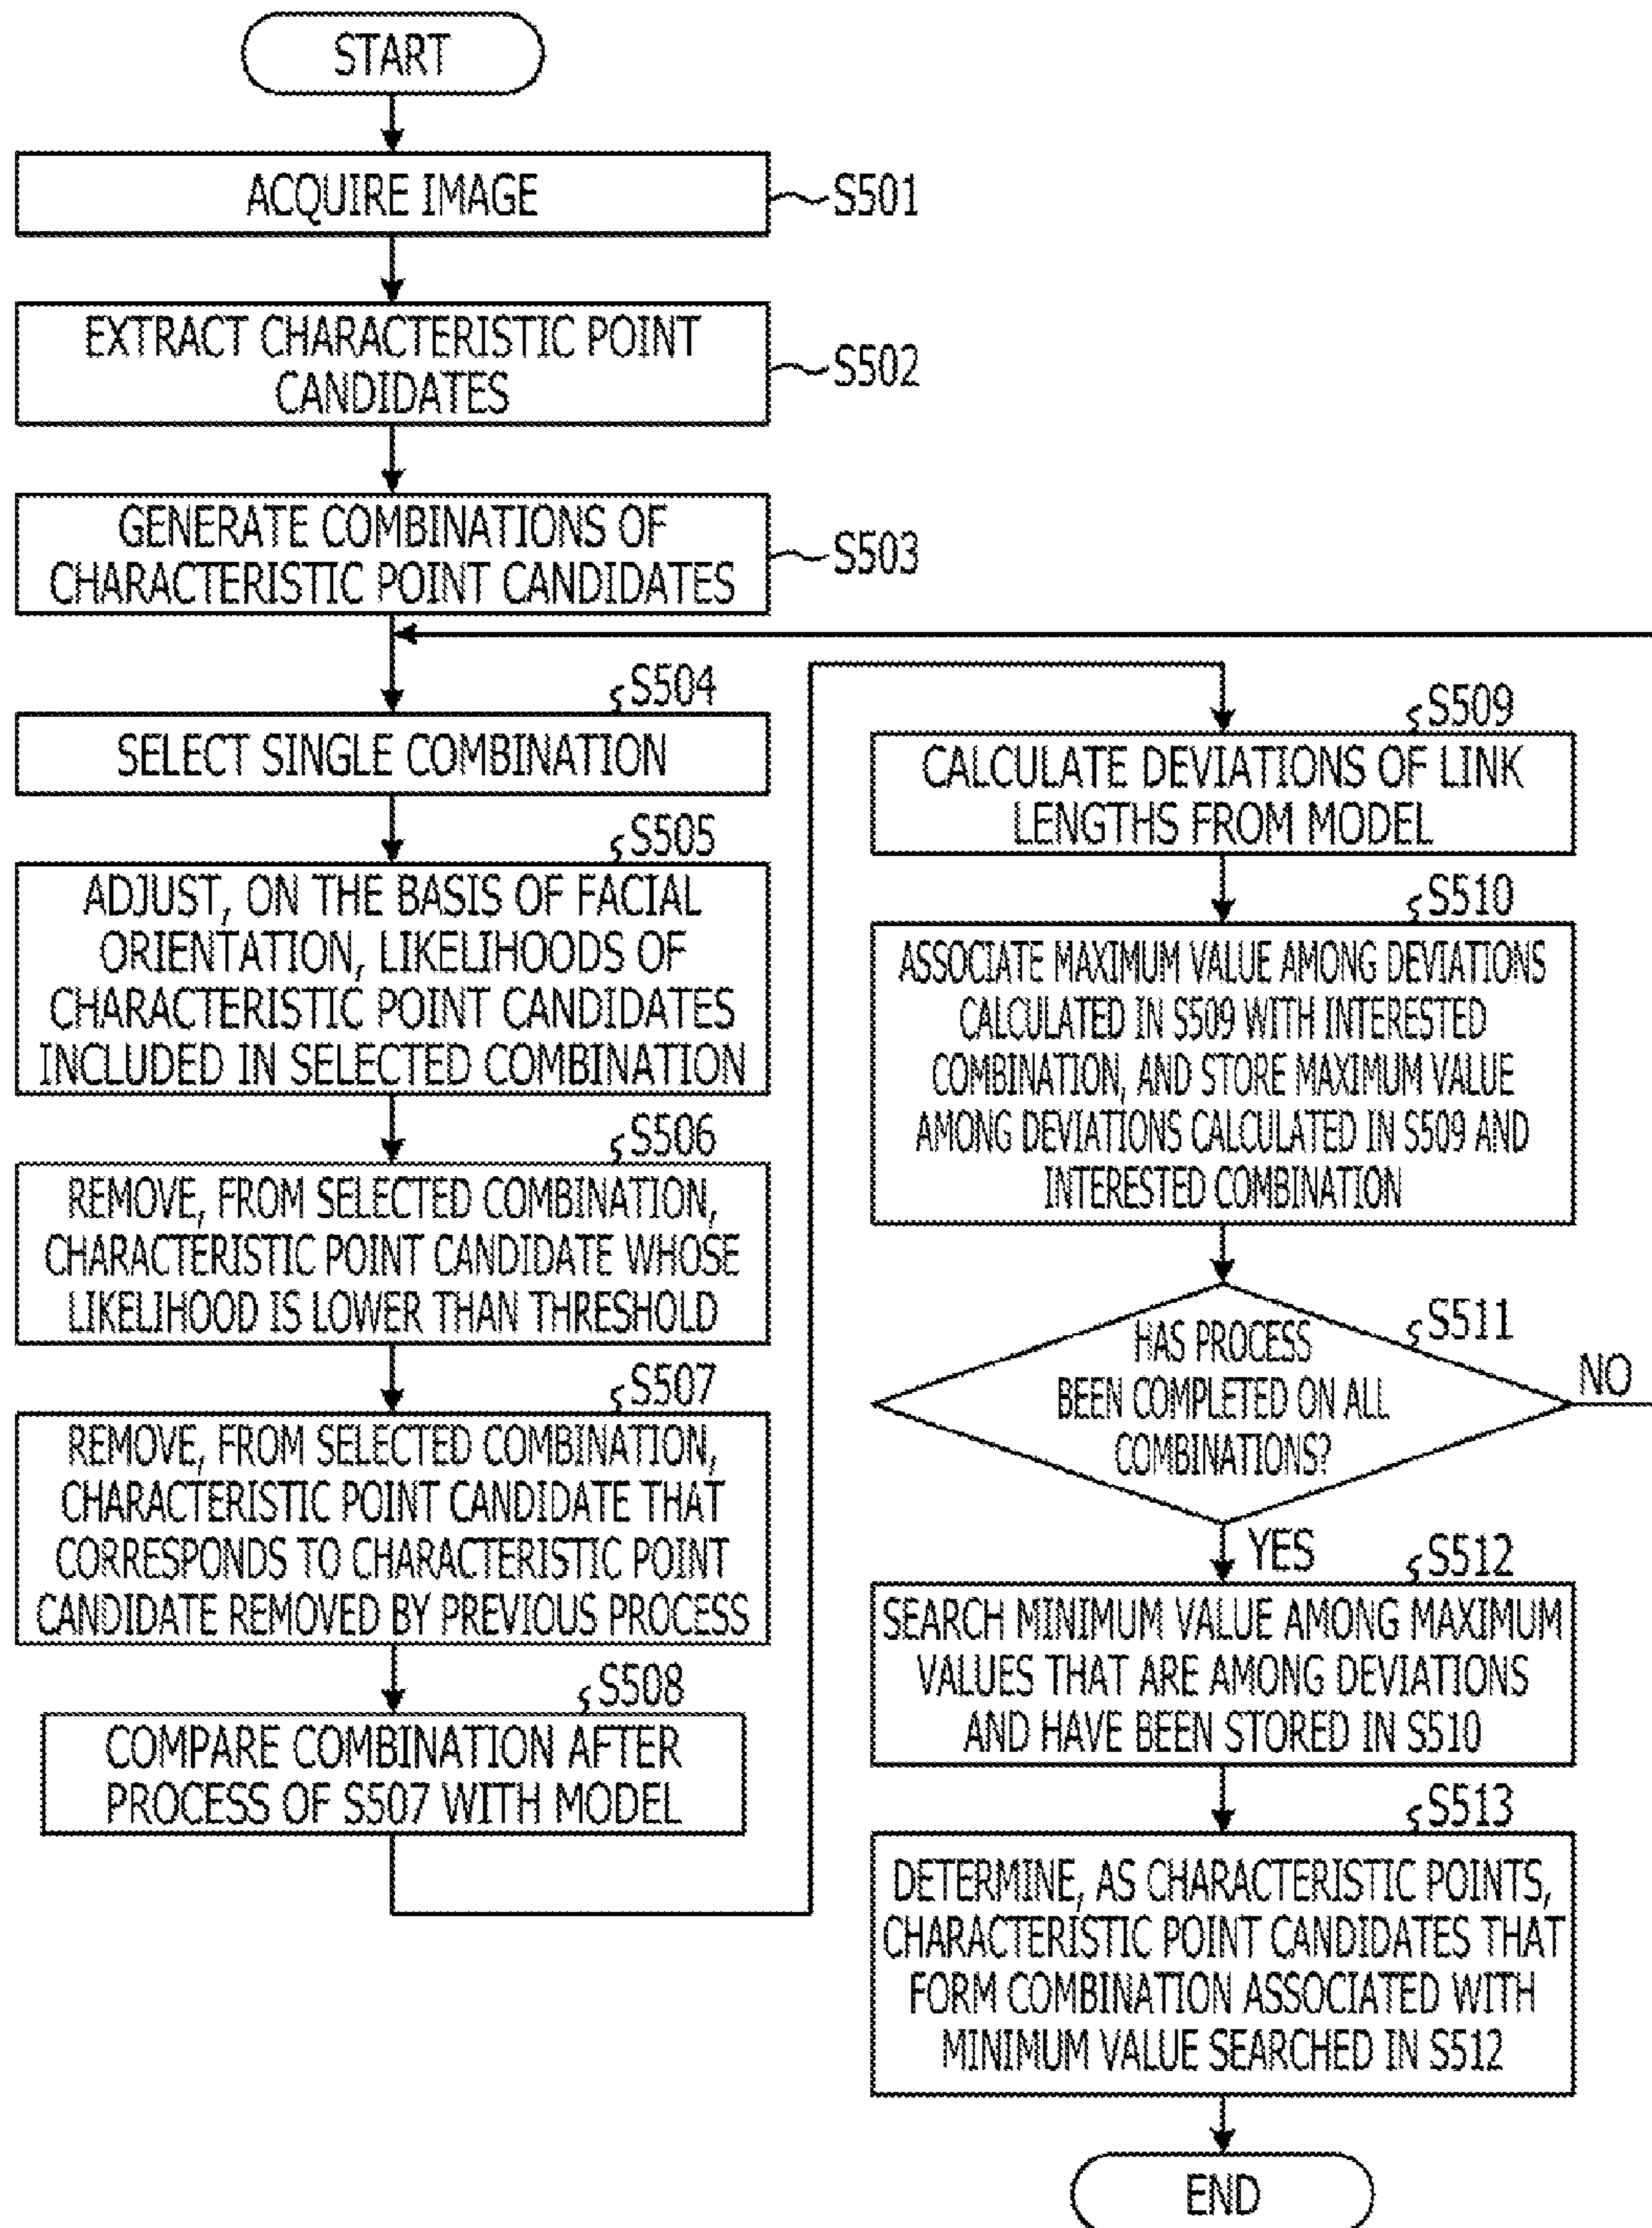 START
ACQUIRE IMAGE
S501
EXTRACT CHARACTERISTIC POINT
CANDIDATES
S502
GENERATE COMBINATIONS OF
CHARACTERISTIC POINT CANDIDATES
S503
S504
SELECT SINGLE COMBINATION
S505
ADJUST, ON THE BASIS OF FACIAL
ORIENTATION, LIKELIHOODS OF
CHARACTERISTIC POINT CANDIDATES
INCLUDED IN SELECTED COMBINATION
S506
REMOVE, FROM SELECTED COMBINATION,
CHARACTERISTIC POINT CANDIDATE WHOSE
LIKELIHOOD IS LOWER THAN THRESHOLD
S507
REMOVE, FROM SELECTED COMBINATION,
CHARACTERISTIC POINT CANDIDATE THAT
CORRESPONDS TO CHARACTERISTIC POINT
CANDIDATE REMOVED BY PREVIOUS PROCESS
S508
COMPARE COMBINATION AFTER
PROCESS OF S507 WITH MODEL
S509
CALCULATE DEVIATIONS OF LINK
LENGTHS FROM MODEL
S510
ASSOCIATE MAXIMUM VALUE AMONG DEVIATIONS
CALCULATED IN S509 WITH INTERESTED
COMBINATION, AND STORE MAXIMUM VALUE
AMONG DEVIATIONS CALCULATED IN S509 AND
INTERESTED COMBINATION
S511
HAS PROCESS
BEEN COMPLETED ON ALL
COMBINATIONS?
NO
YES
S512
SEARCH MINIMUM VALUE AMONG MAXIMUM
VALUES THAT ARE AMONG DEVIATIONS
AND HAVE BEEN STORED IN S510
S513
DETERMINE, AS CHARACTERISTIC POINTS,
CHARACTERISTIC POINT CANDIDATES THAT
FORM COMBINATION ASSOCIATED WITH
MINIMUM VALUE SEARCHED IN S512
END